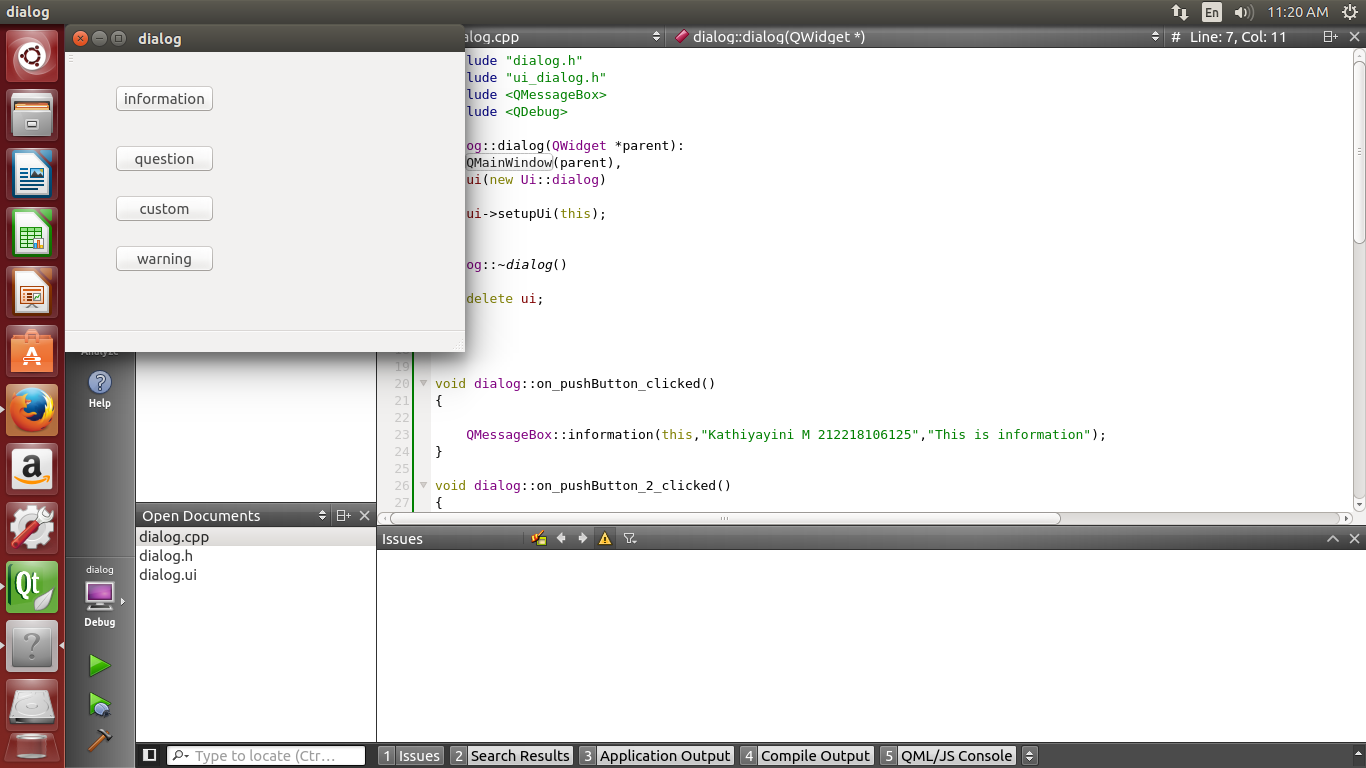 dialog
En
11:20 AM
dialog
information
question
custom
warning
alog.cpp
dialog::dialog(QWidget *)
# Line: 7, Col: 11
lude "dialog.h"
lude "ui_dialog.h"
lude <QMessageBox>
lude <QDebug>
og::dialog(QWidget *parent):
QMainWindow(parent),
ui(new Ui::dialog)
ui->setupUi(this);
og::~dialog()
delete ui;
19
20 void dialog::on_pushButton_clicked()
21 {
22
23 QMessageBox::information(this,"Kathiyayini M 212218106125","This is information");
24 }
25
26 void dialog::on_pushButton_2_clicked()
27 {
Analyze
Help
Open Documents
dialog.cpp
dialog.h
dialog.ui
Issues
dialog
Debug
Qt
Type to locate (Ctr...
1 Issues
2 Search Results
3 Application Output
4 Compile Output
5 QML/JS Console